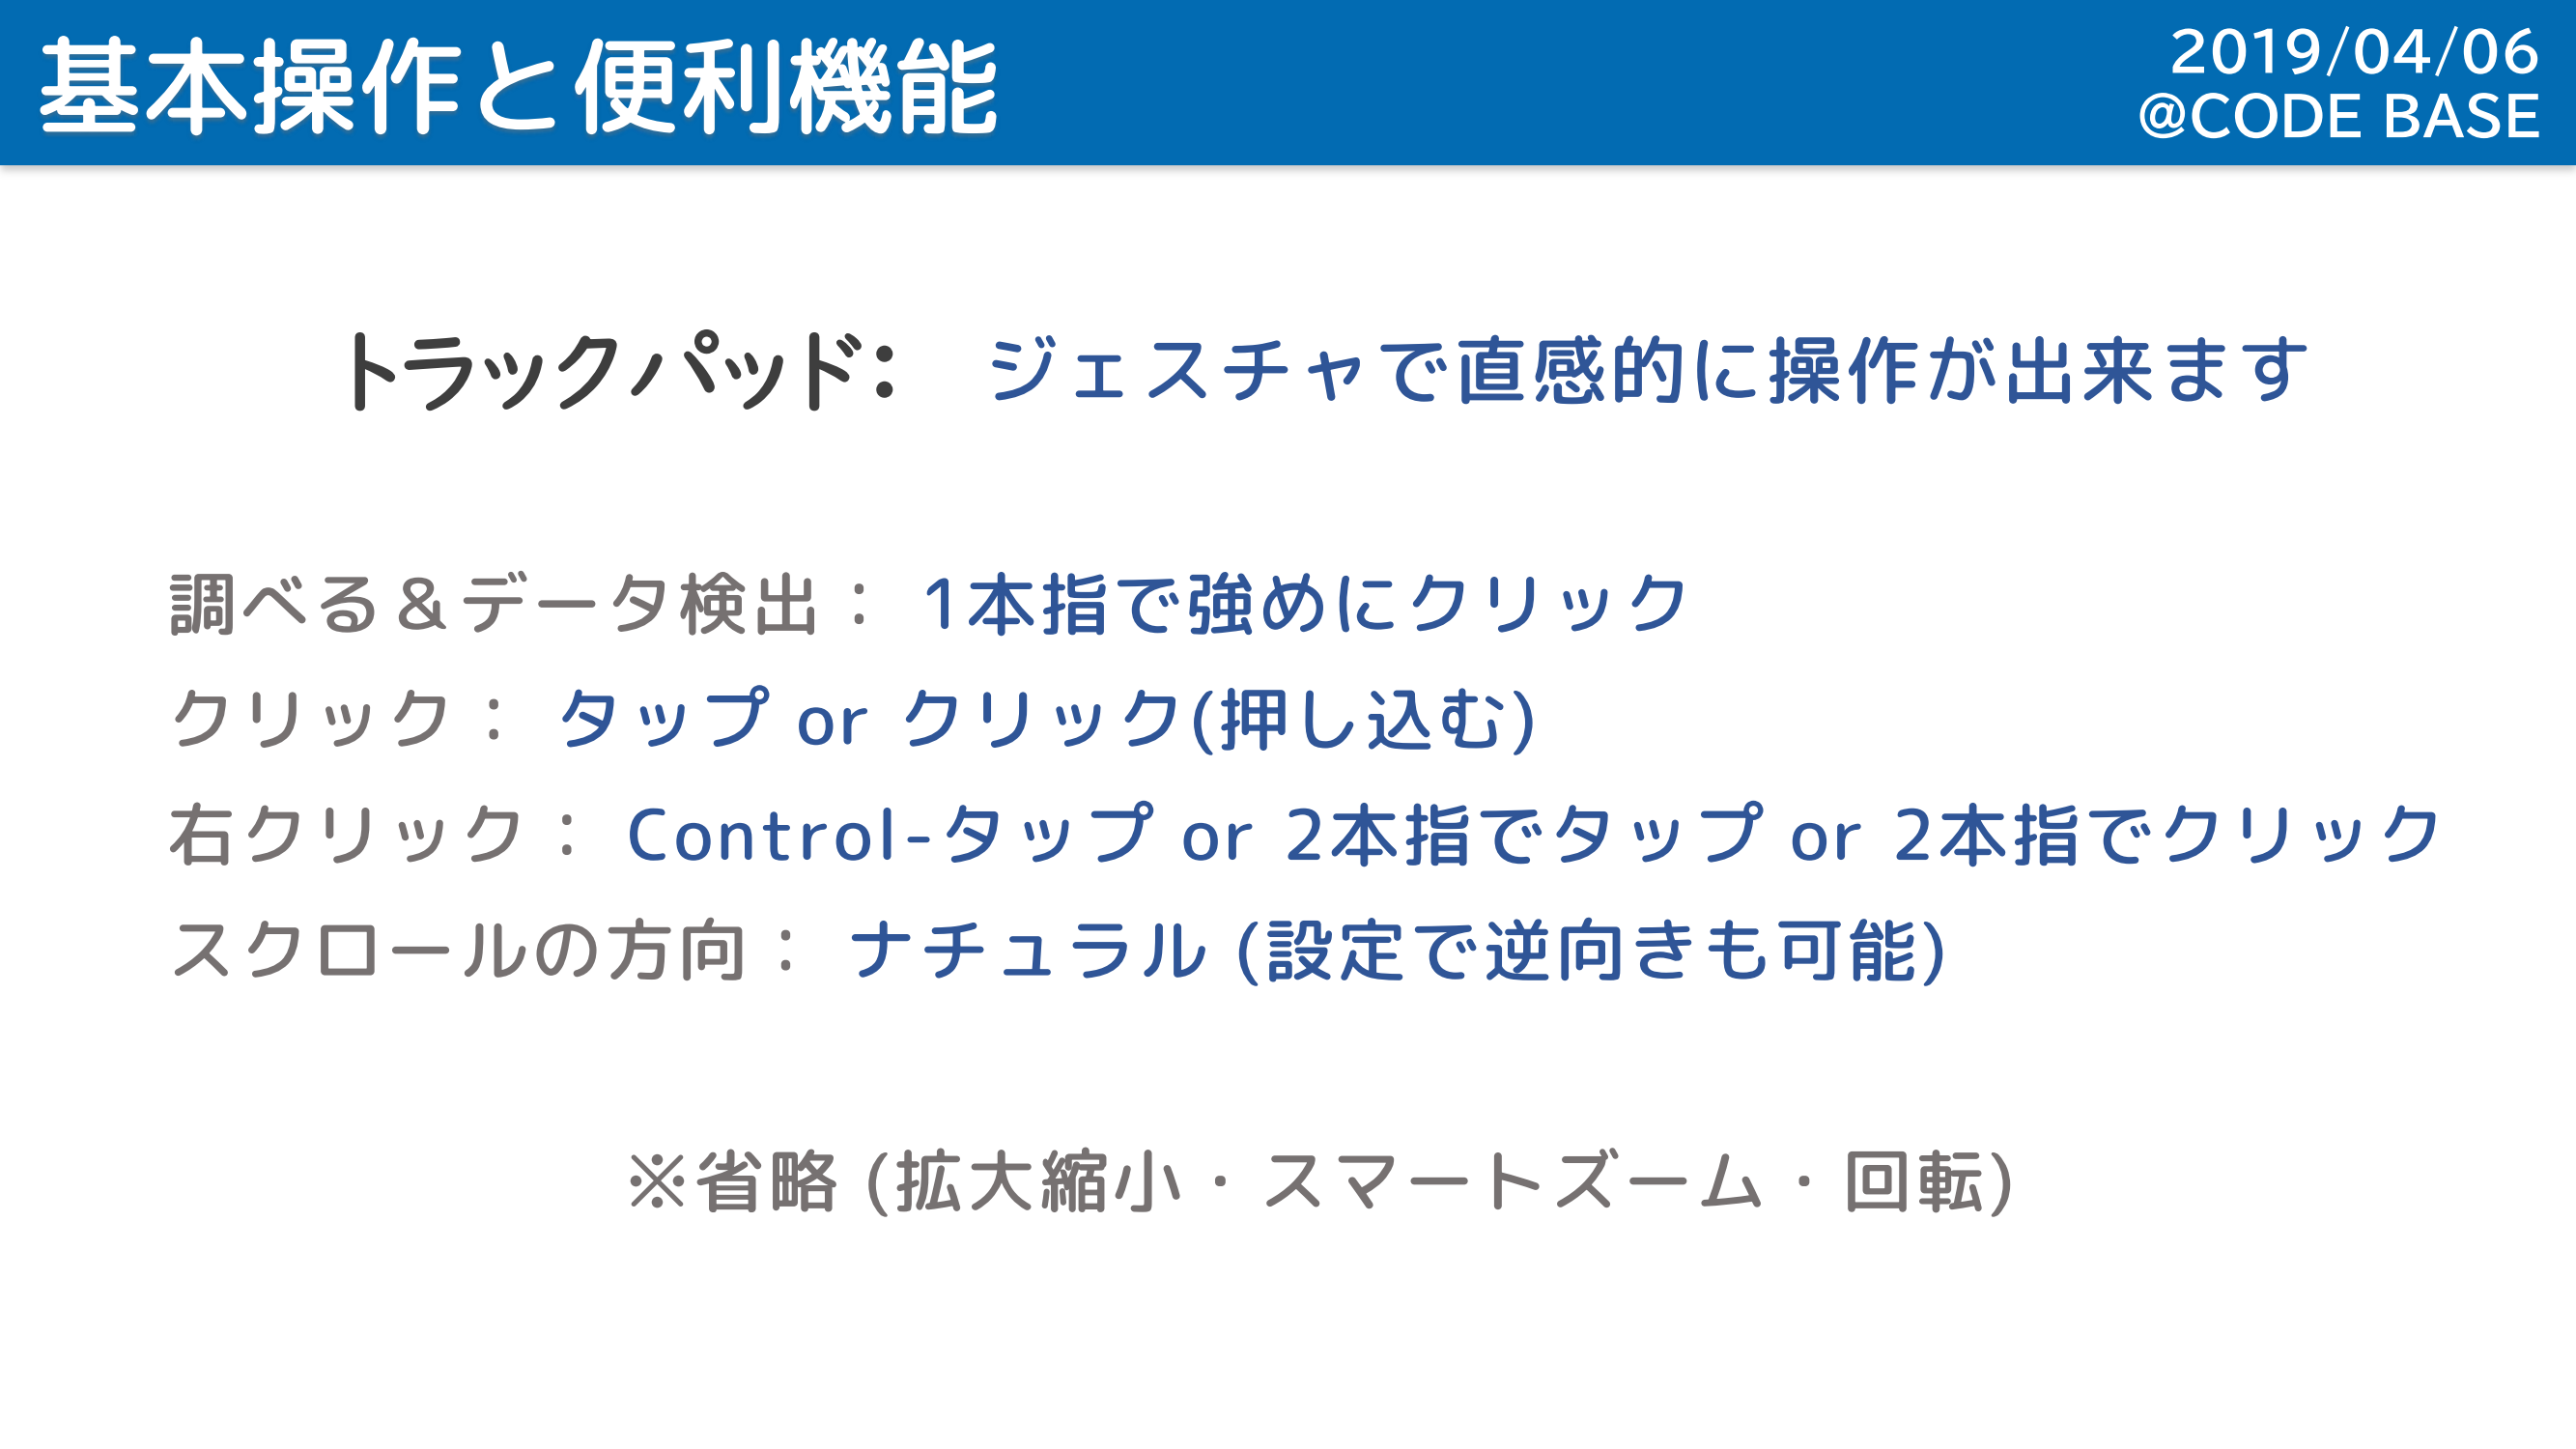 基本操作と便利機能
2019/04/06
@CODE BASE
トラックパッド： ジェスチャで直感的に操作が出来ます
調べる＆データ検出： 1本指で強めにクリック
クリック： タップ or クリック(押し込む)
右クリック： Control-タップ or 2本指でタップ or 2本指でクリック
スクロールの方向： ナチュラル (設定で逆向きも可能)
※省略 (拡大縮小・スマートズーム・回転)